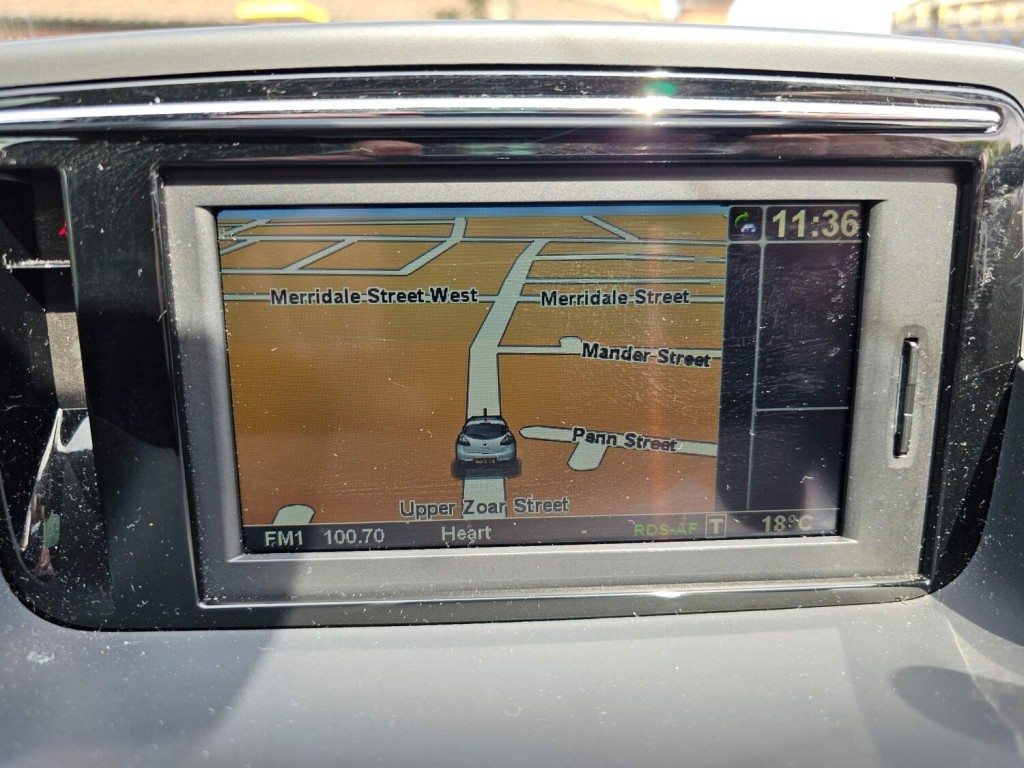 11:36
Merridale Street West
Merridale Street
Mander Street
Penn Street
Upper Zoar Street
FM1 100.70 Heart RDS-AF T 18°C